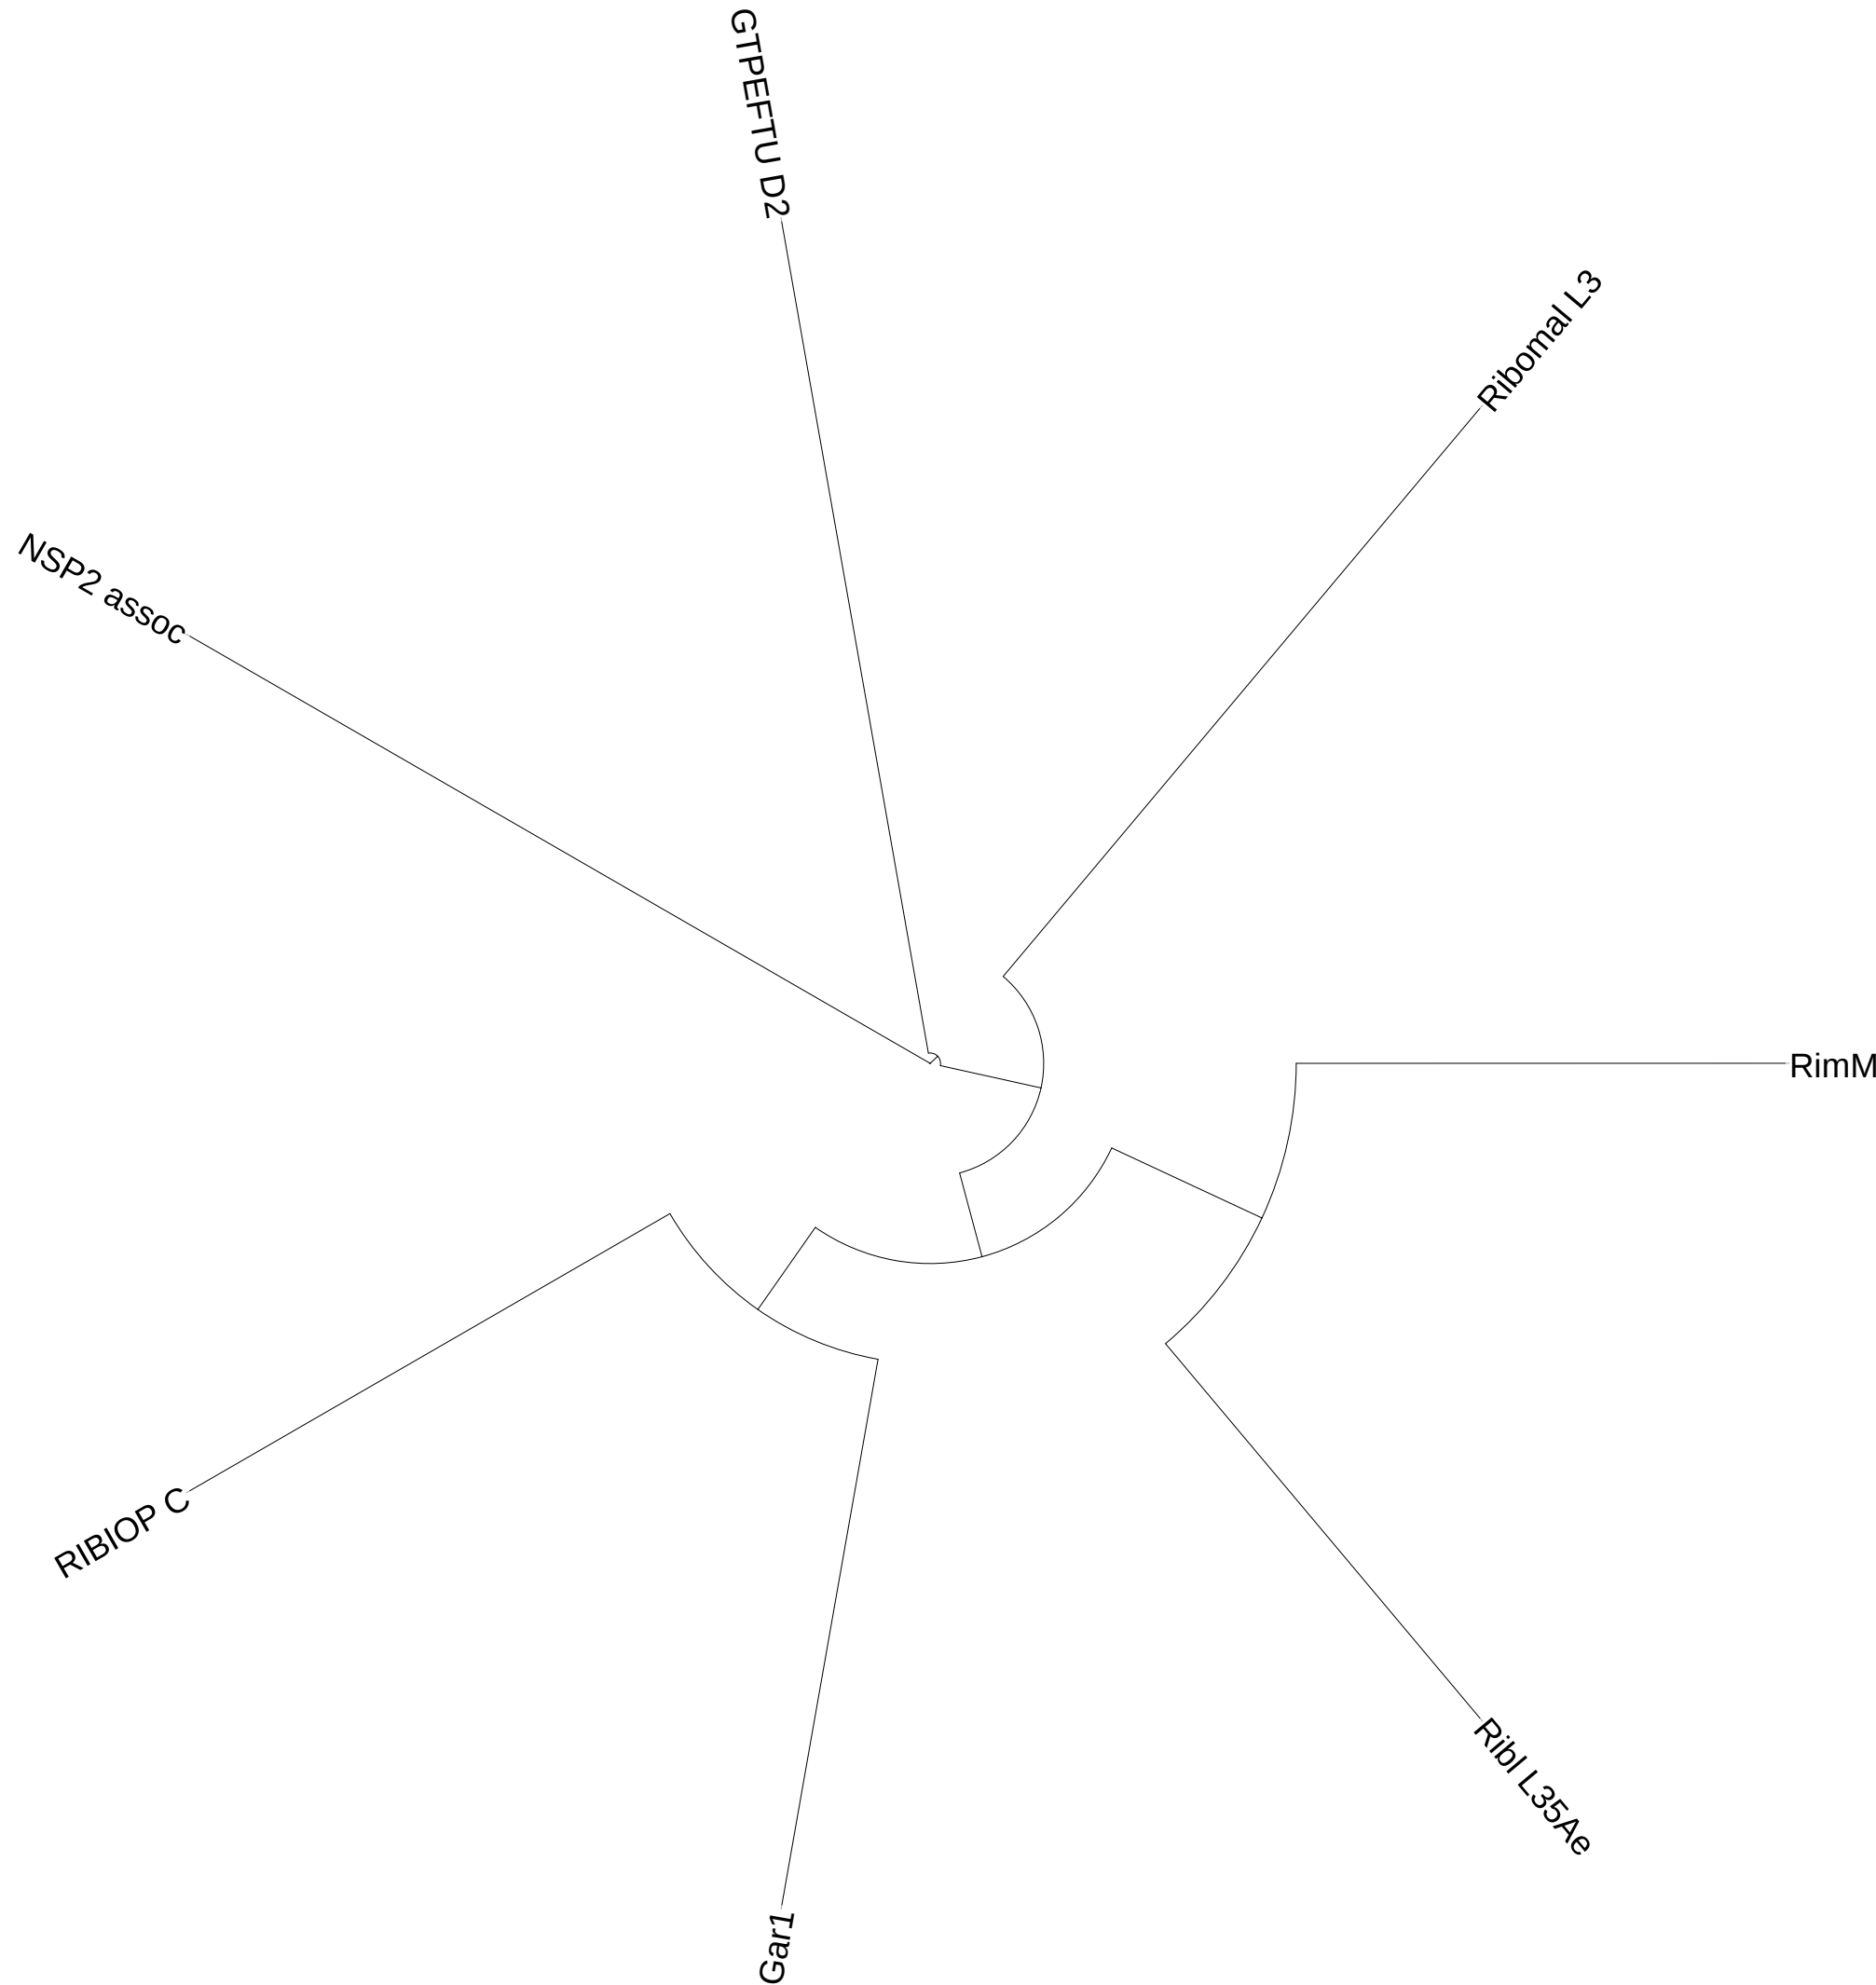 GTPEFTU D2
Ribomal L3
NSP2 assoc
RimM
RIBIOP C
Ribl L35Ae
Gar1